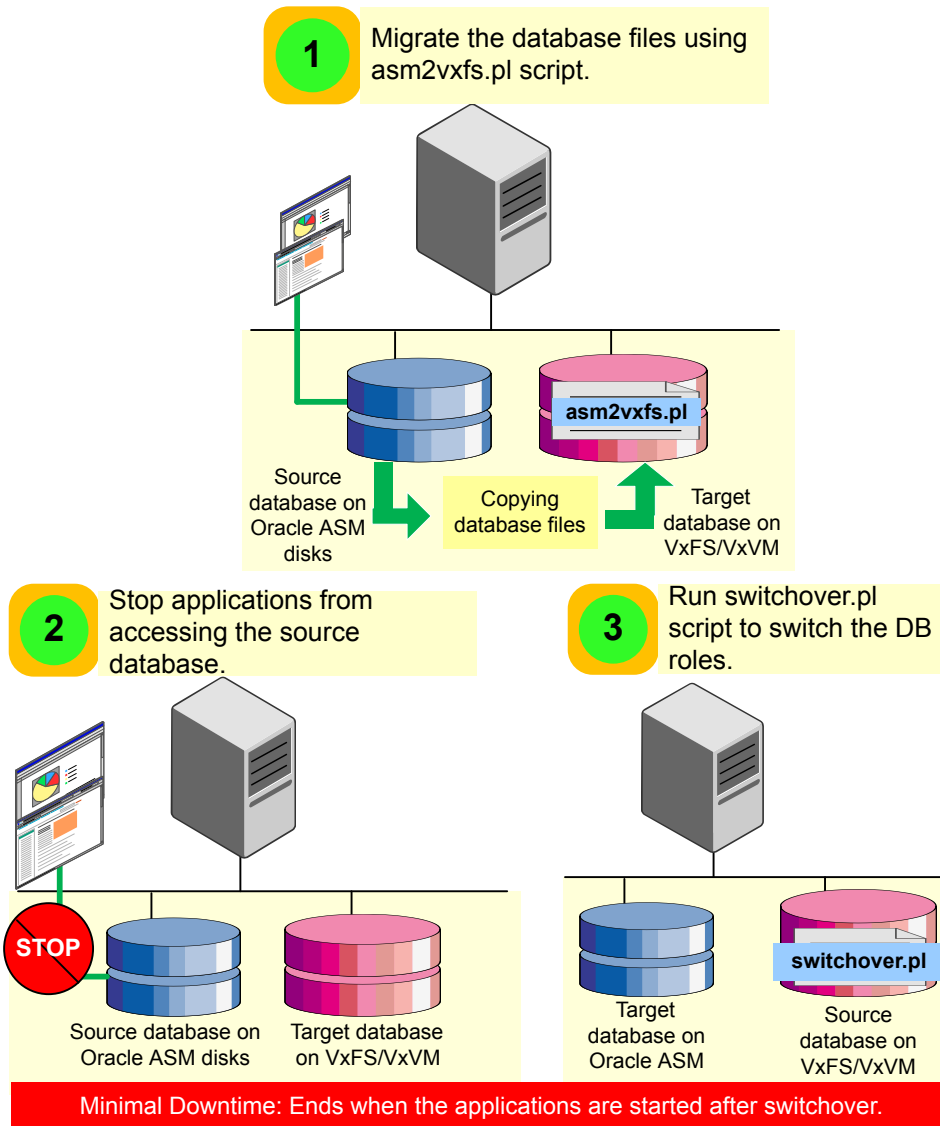 1
Migrate the database files using
asm2vxfs.pl script.
asm2vxfs.pl
Source
database on
Oracle ASM
disks
Copying
database files
Target
database on
VxFS/VxVM
2
Stop applications from
accessing the source
database.
STOP
Source database on
Oracle ASM disks
Target database
on VxFS/VxVM
3
Run switchover.pl
script to switch the DB
roles.
switchover.pl
Target
database on
Oracle ASM
Source
database on
VxFS/VxVM
Minimal Downtime: Ends when the applications are started after switchover.